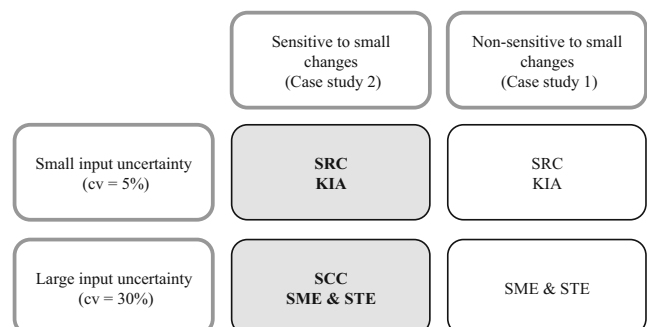 Sensitive to small
changes
(Case study 2)
Non-sensitive to small
changes
(Case study 1)
Small input uncertainty
(cv = 5%)
SRC
KIA
SRC
KIA
Large input uncertainty
(cv = 30%)
SCC
SME & STE
SME & STE